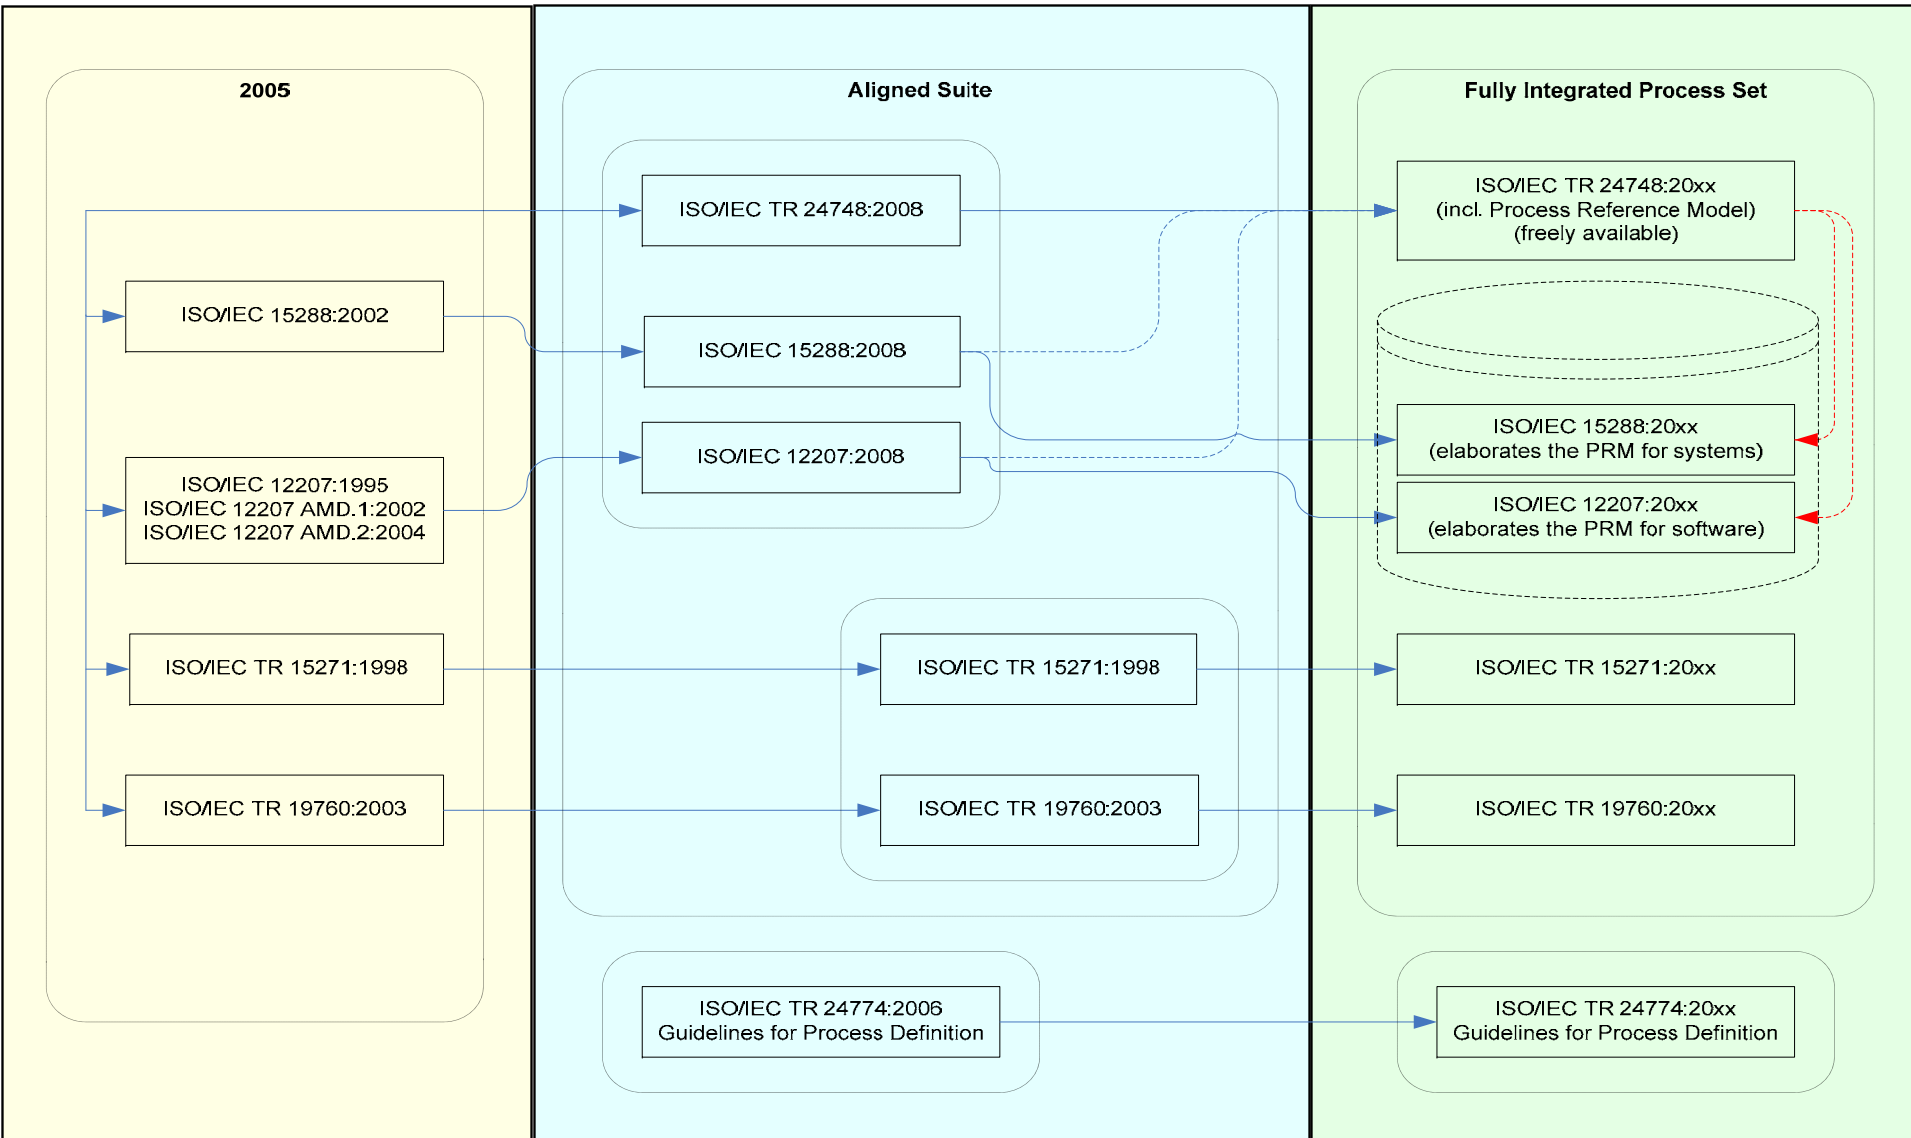 2005
ISO/IEC 15288:2002
ISO/IEC 12207:1995
ISO/IEC 12207 AMD.1:2002
ISO/IEC 12207 AMD.2:2004
ISO/IEC TR 15271:1998
ISO/IEC TR 19760:2003
Aligned Suite
ISO/IEC TR 24748:2008
ISO/IEC 15288:2008
ISO/IEC 12207:2008
ISO/IEC TR 15271:1998
ISO/IEC TR 19760:2003
ISO/IEC TR 24774:2006
Guidelines for Process Definition
Fully Integrated Process Set
ISO/IEC TR 24748:20xx
(incl. Process Reference Model)
(freely available)
ISO/IEC 15288:20xx
(elaborates the PRM for systems)
ISO/IEC 12207:20xx
(elaborates the PRM for software)
ISO/IEC TR 15271:20xx
ISO/IEC TR 19760:20xx
ISO/IEC TR 24774:20xx
Guidelines for Process Definition